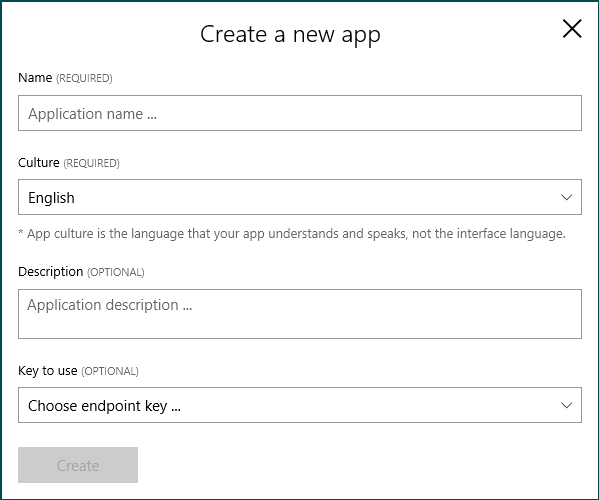 Create a new app
Name (REQUIRED)
Application name ...
Culture (REQUIRED)
English
* App culture is the language that your app understands and speaks, not the interface language.
Description (OPTIONAL)
Application description ...
Key to use (OPTIONAL)
Choose endpoint key ...
Create